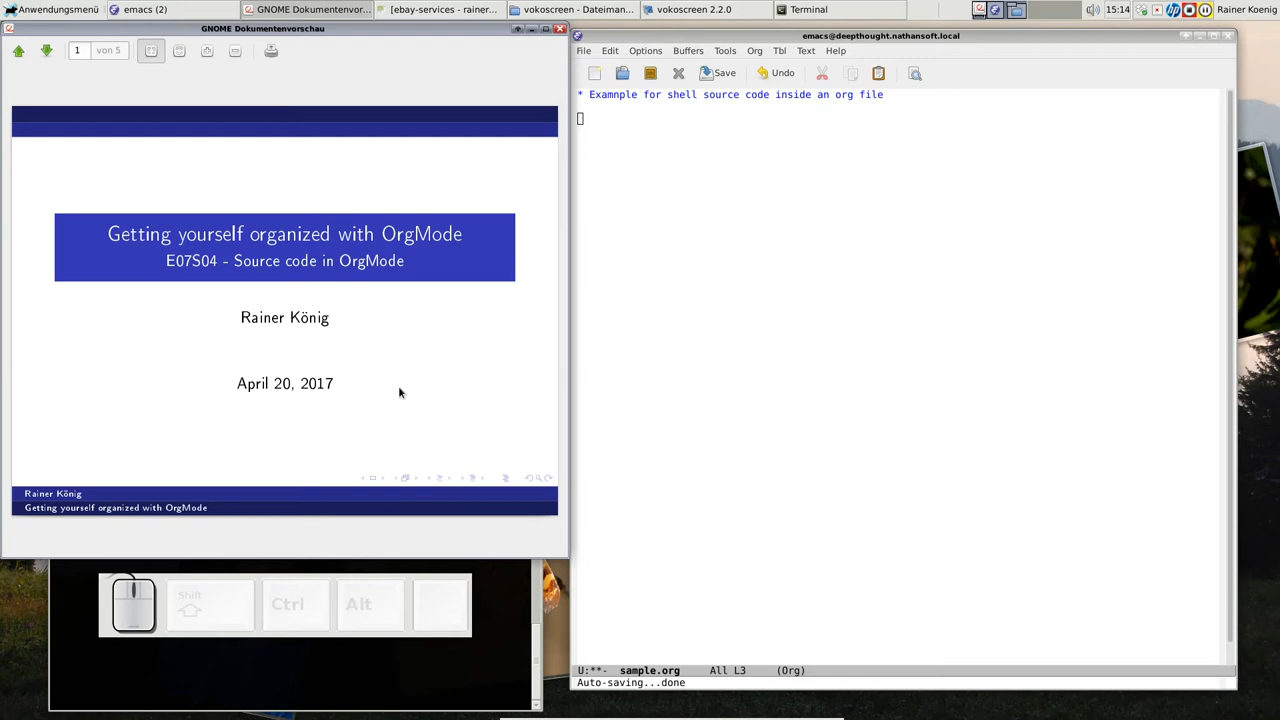 Anwendungsmenü
emacs (2)
GNOME Dokumentenvor...
[ebay-services - rainer...
vokoscreen - Dateiman...
vokoscreen 2.2.0
Terminal
15:14
Rainer Koenig
GNOME Dokumentenvorschau
1 von 5
Getting yourself organized with OrgMode
E07S04 - Source code in OrgMode
Rainer König
April 20, 2017
Rainer König
Getting yourself organized with OrgMode
Shift
Ctrl
Alt
emacs@deepthought.nathansoft.local
File Edit Options Buffers Tools Org Tbl Text Help
Save Undo
* Examnple for shell source code inside an org file
U:**- sample.org All L3 (Org)
Auto-saving...done